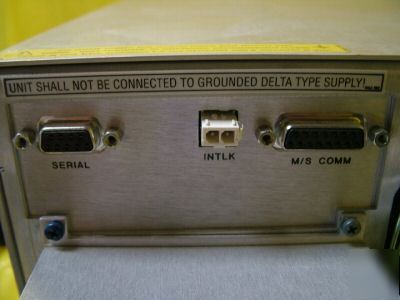 UNIT SHALL NOT BE CONNECTED TO GROUNDED DELTA TYPE SUPPLY!
SERIAL
INTLK
M/S COMM